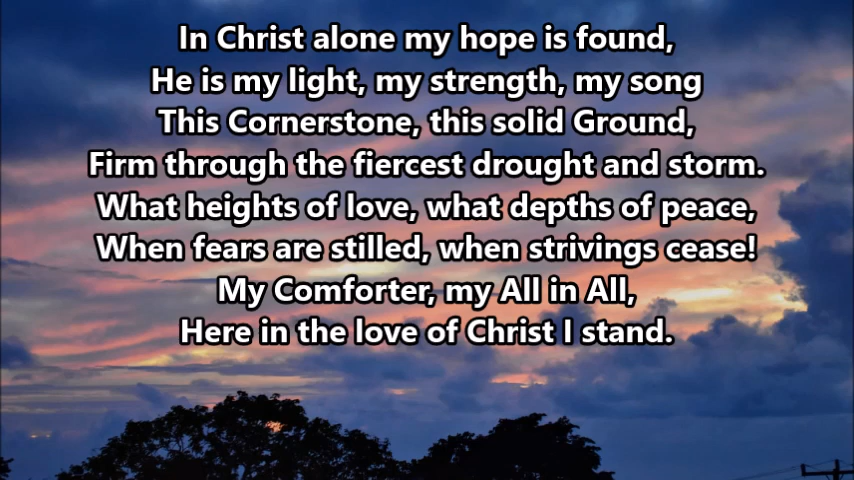 In Christ alone my hope is found,
He is my light, my strength, my song
This Cornerstone, this solid Ground,
Firm through the fiercest drought and storm.
What heights of love, what depths of peace,
When fears are stilled, when strivings cease!
My Comforter, my All in All,
Here in the love of Christ I stand.